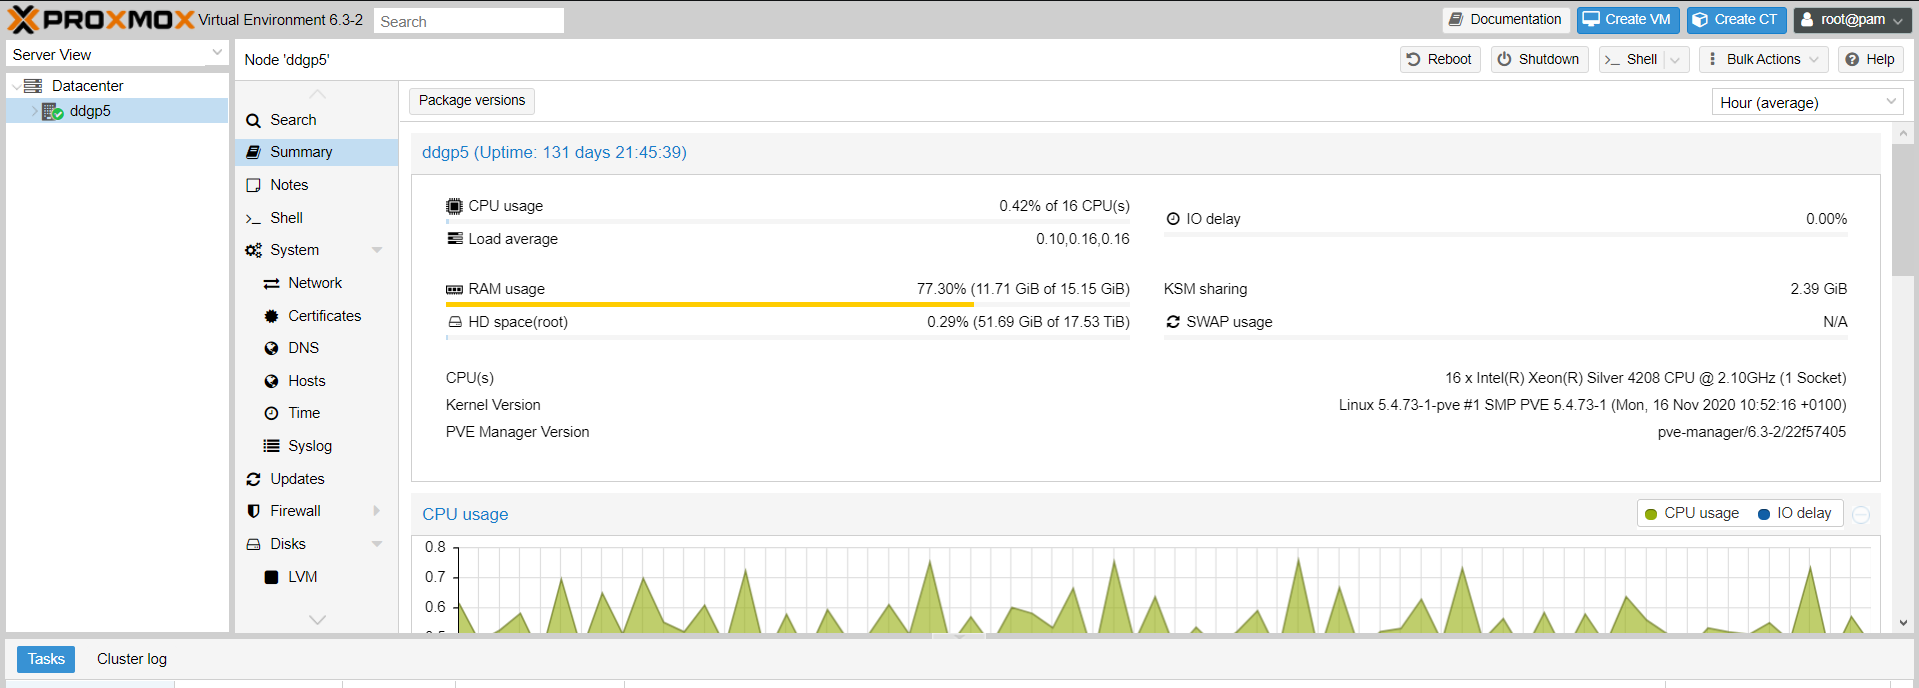 PROXMOX Virtual Environment 6.3-2 Search Documentation Create VM Create CT root@pam
Server View
Node 'ddgp5' Reboot Shutdown >_ Shell Bulk Actions Help
Datacenter
ddgp5
Search
Summary
Notes
>_ Shell
System
Network
Certificates
DNS
Hosts
Time
Syslog
Updates
Firewall
Disks
LVM
Package versions Hour (average)
ddgp5 (Uptime: 131 days 21:45:39)
CPU usage 0.42% of 16 CPU(s)
IO delay 0.00%
Load average 0.10,0.16,0.16
RAM usage 77.30% (11.71 GiB of 15.15 GiB) KSM sharing 2.39 GiB
HD space(root) 0.29% (51.69 GiB of 17.53 TiB) SWAP usage N/A
CPU(s) 16 x Intel(R) Xeon(R) Silver 4208 CPU @ 2.10GHz (1 Socket)
Kernel Version Linux 5.4.73-1-pve #1 SMP PVE 5.4.73-1 (Mon, 16 Nov 2020 10:52:16 +0100)
PVE Manager Version pve-manager/6.3-2/22f57405
CPU usage CPU usage IO delay
0.8
0.7
0.6
Tasks Cluster log